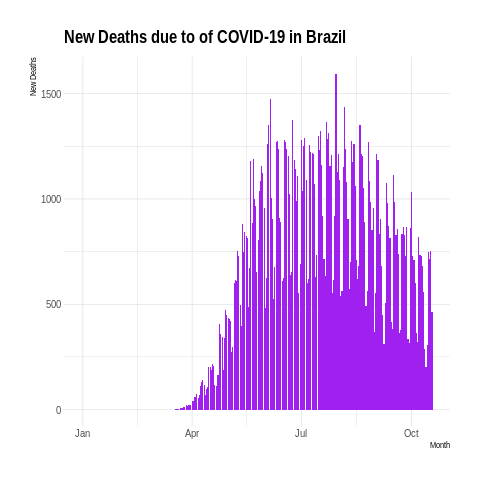 New Deaths due to of COVID-19 in Brazil
New Deaths
1500
1000
500
0
Jan Apr Jul Oct
Month